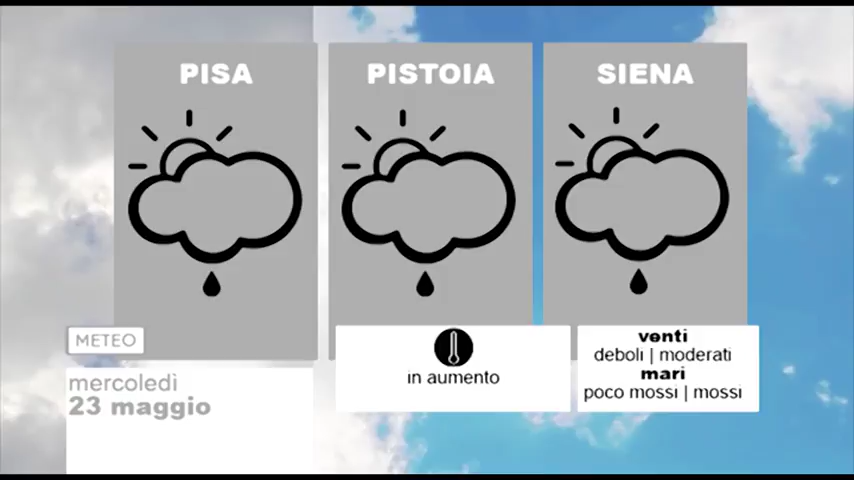 PISA
PISTOIA
SIENA
METEO
mercoledì
23 maggio
in aumento
venti
deboli | moderati
mari
poco mossi | mossi